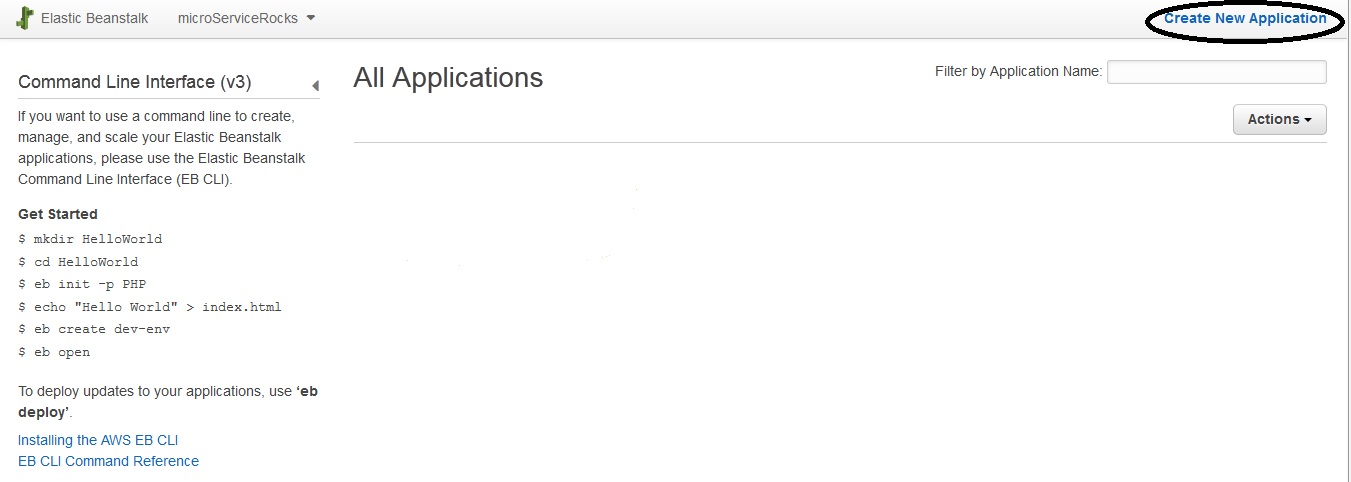 Elastic Beanstalk microServiceRocks Create New Application
Command Line Interface (v3)
If you want to use a command line to create,
manage, and scale your Elastic Beanstalk
applications, please use the Elastic Beanstalk
Command Line Interface (EB CLI).
Get Started
$ mkdir HelloWorld
$ cd HelloWorld
$ eb init -p PHP
$ echo "Hello World" > index.html
$ eb create dev-env
$ eb open
To deploy updates to your applications, use ‘eb
deploy’.
Installing the AWS EB CLI
EB CLI Command Reference
All Applications
Filter by Application Name:
Actions